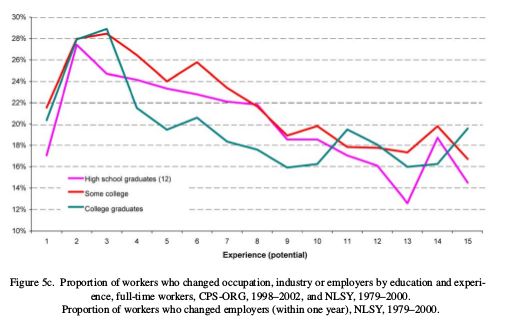 30%
28%
26%
24%
22%
20%
18%
16%
14%
12%
10%
High school graduates (12)
Some college
College graduates
1 2 3 4 5 6 7 8 9 10 11 12 13 14 15
Experience (potential)
Figure 5c. Proportion of workers who changed occupation, industry or employers by education and experi-
ence, full-time workers, CPS-ORG, 1998–2002, and NLSY, 1979–2000.
Proportion of workers who changed employers (within one year), NLSY, 1979–2000.